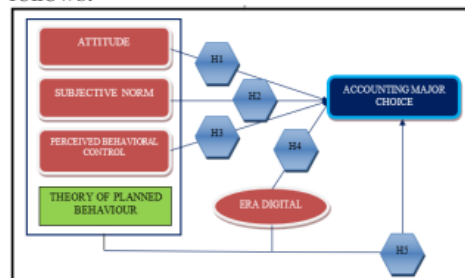 follows:
ATTITUDE
H1
SUBJECTIVE NORM
H2
ACCOUNTING MAJOR
CHOICE
PERCEIVED BEHAVIORAL
CONTROL
H3
H4
THEORY OF PLANNED
BEHAVIOUR
ERA DIGITAL
H5